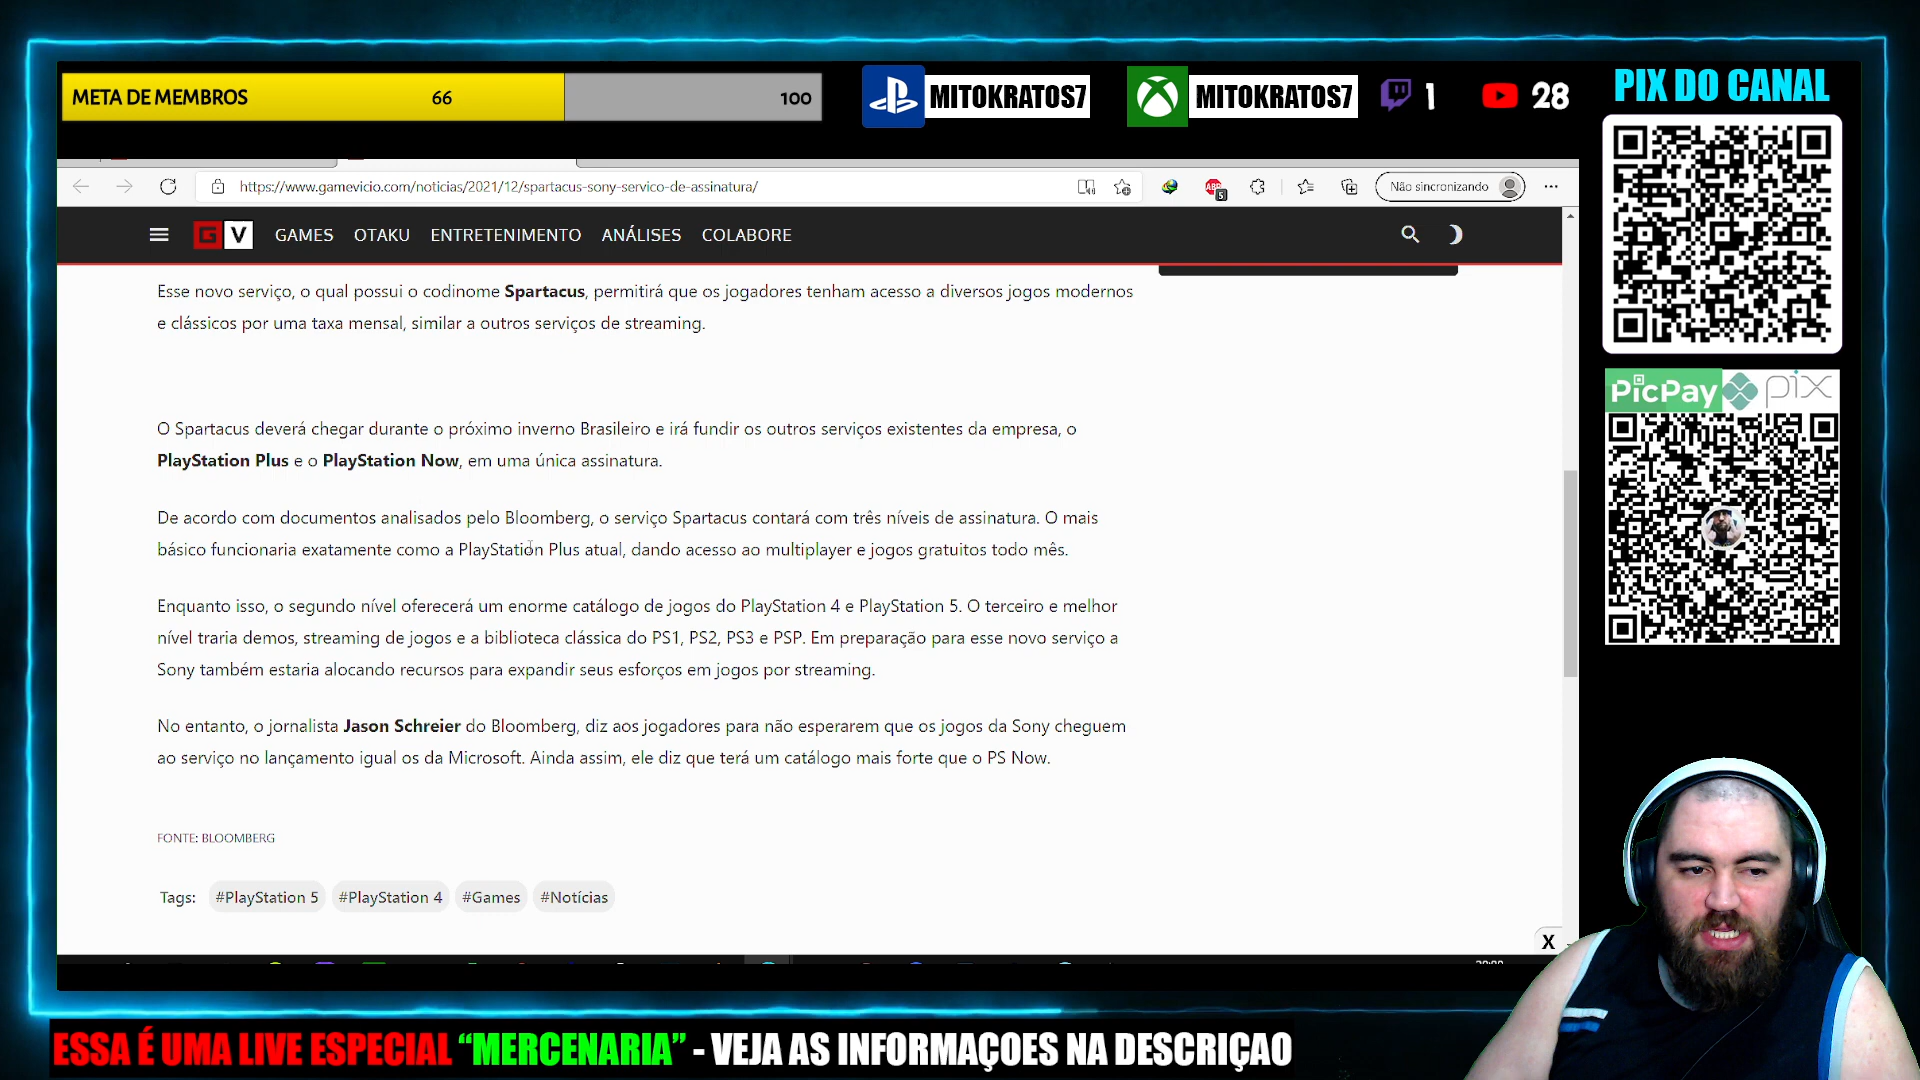 META DE MEMBROS 66 100
MITOKRATOS7
MITOKRATOS7
1
28
PIX DO CANAL
https://www.gamevicio.com/noticias/2021/12/spartacus-sony-servico-de-assinatura/
ABP
5
Não sincronizando
G V GAMES OTAKU ENTRETENIMENTO ANÁLISES COLABORE
Esse novo serviço, o qual possui o codinome Spartacus, permitirá que os jogadores tenham acesso a diversos jogos modernos
e clássicos por uma taxa mensal, similar a outros serviços de streaming.
O Spartacus deverá chegar durante o próximo inverno Brasileiro e irá fundir os outros serviços existentes da empresa, o
PlayStation Plus e o PlayStation Now, em uma única assinatura.
De acordo com documentos analisados pelo Bloomberg, o serviço Spartacus contará com três níveis de assinatura. O mais
básico funcionaria exatamente como a PlayStation Plus atual, dando acesso ao multiplayer e jogos gratuitos todo mês.
Enquanto isso, o segundo nível oferecerá um enorme catálogo de jogos do PlayStation 4 e PlayStation 5. O terceiro e melhor
nível traria demos, streaming de jogos e a biblioteca clássica do PS1, PS2, PS3 e PSP. Em preparação para esse novo serviço a
Sony também estaria alocando recursos para expandir seus esforços em jogos por streaming.
No entanto, o jornalista Jason Schreier do Bloomberg, diz aos jogadores para não esperarem que os jogos da Sony cheguem
ao serviço no lançamento igual os da Microsoft. Ainda assim, ele diz que terá um catálogo mais forte que o PS Now.
FONTE: BLOOMBERG
Tags: #PlayStation 5 #PlayStation 4 #Games #Notícias
X
PicPay pix
ESSA É UMA LIVE ESPECIAL “MERCENARIA” - VEJA AS INFORMAÇOES NA DESCRIÇAO